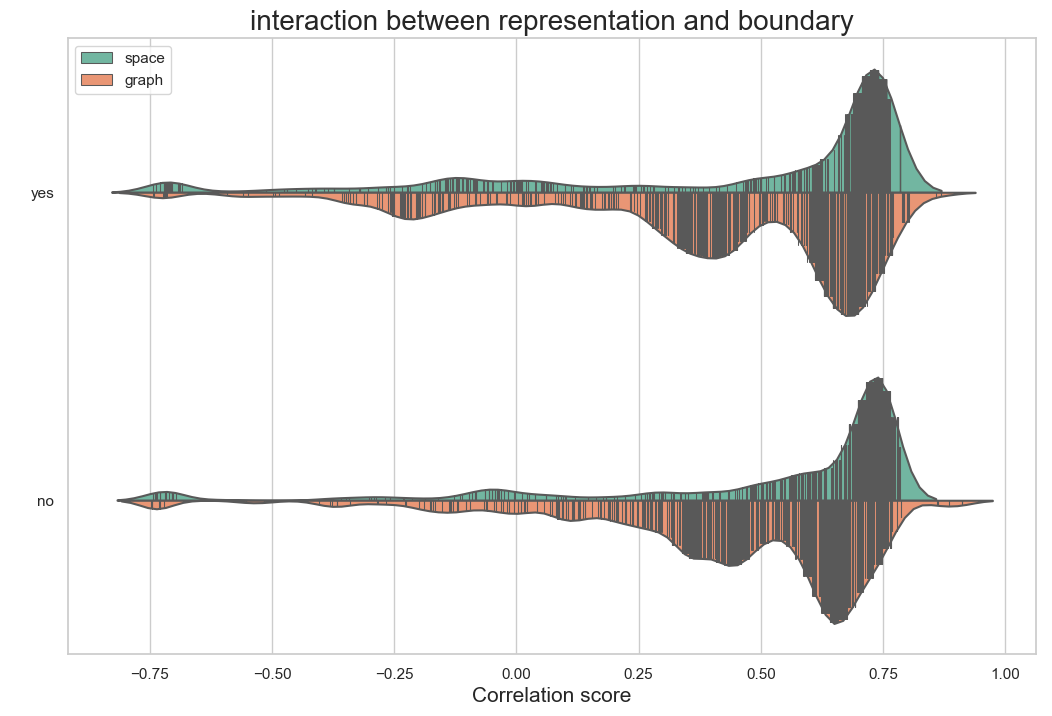 interaction between representation and boundary
space
graph
yes
no
−0.75 −0.50 −0.25 0.00 0.25 0.50 0.75 1.00
Correlation score